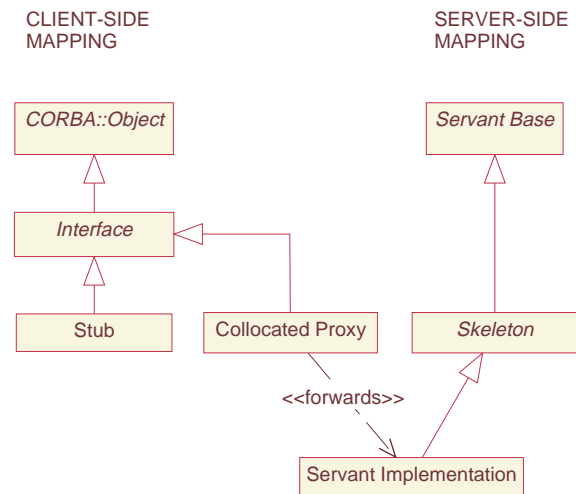 CLIENT-SIDE
MAPPING
SERVER-SIDE
MAPPING
CORBA::Object
Servant Base
Interface
Stub
Collocated Proxy
Skeleton
<<forwards>>
Servant Implementation